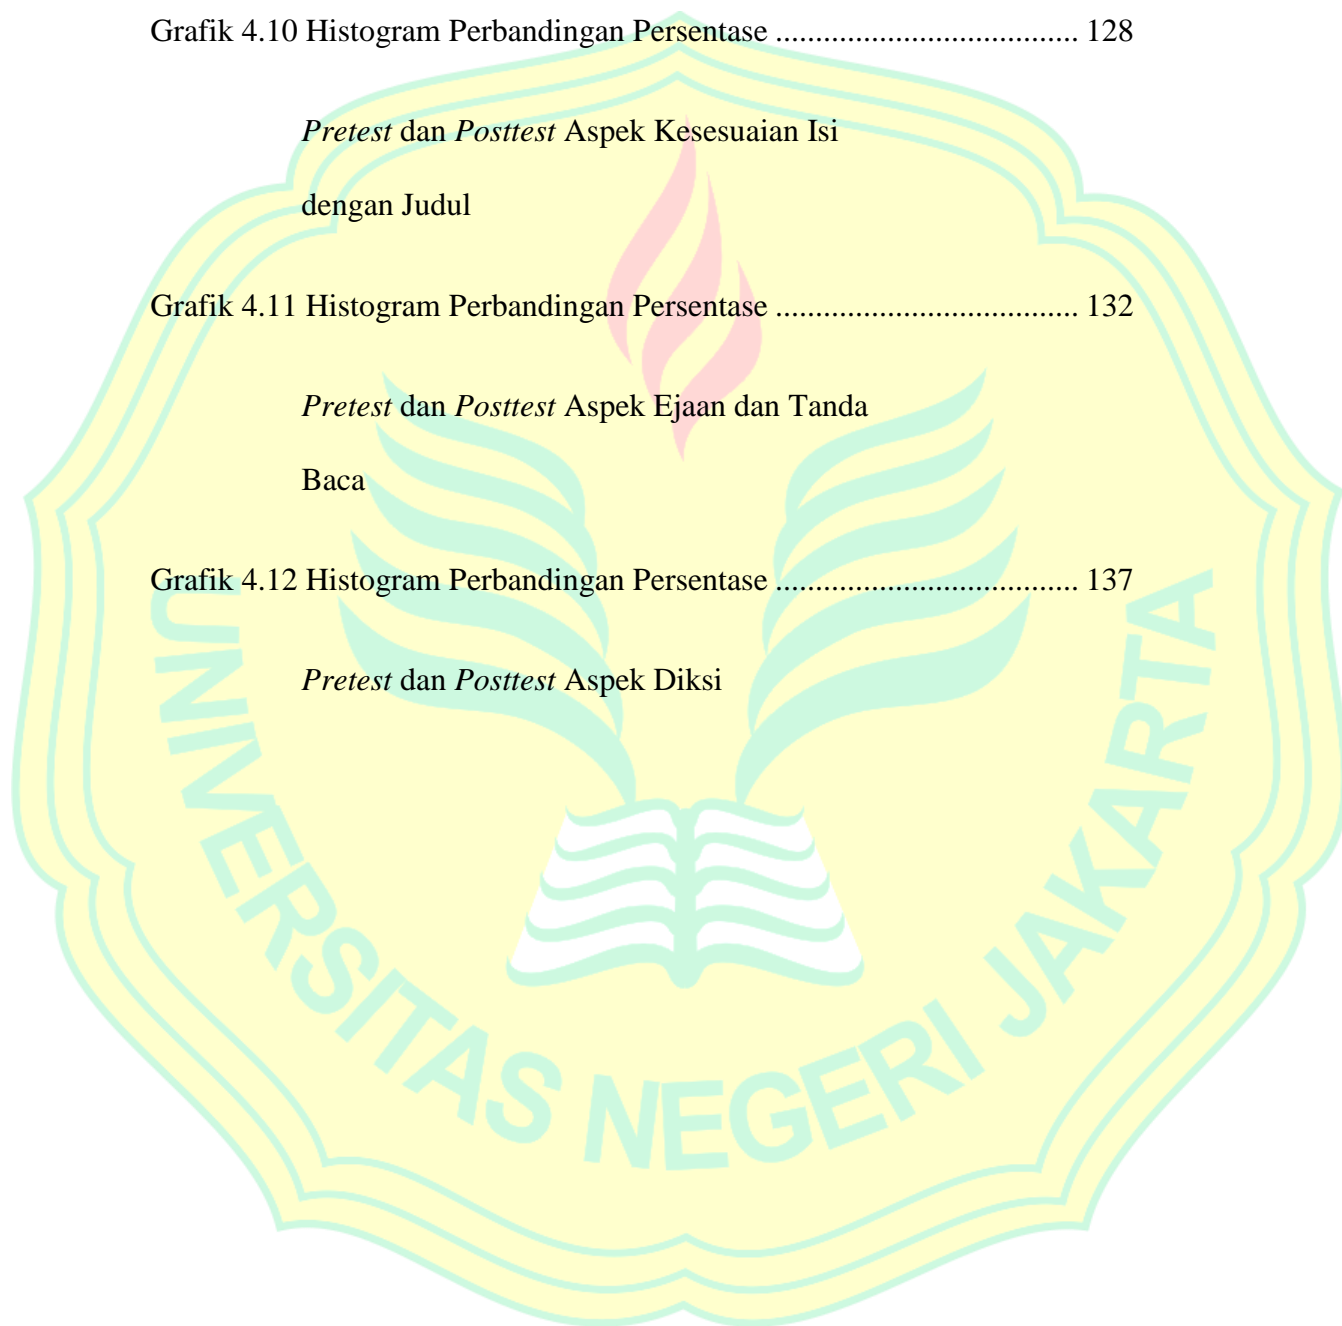 Grafik 4.10 Histogram Perbandingan Persentase ...................................... 128
Pretest dan Posttest Aspek Kesesuaian Isi
dengan Judul
Grafik 4.11 Histogram Perbandingan Persentase ...................................... 132
Pretest dan Posttest Aspek Ejaan dan Tanda
Baca
Grafik 4.12 Histogram Perbandingan Persentase ...................................... 137
Pretest dan Posttest Aspek Diksi
UNIVERSITAS NEGERI JAKARTA